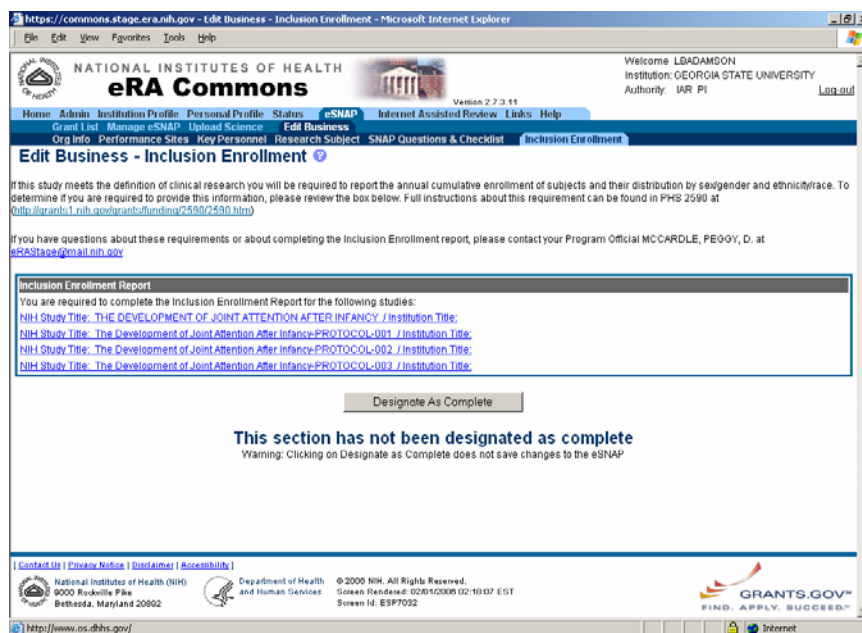 https://commons.stage.era.nih.gov - Edit Business - Inclusion Enrollment - Microsoft Internet Explorer
File Edit View Favorites Tools Help
NATIONAL INSTITUTES OF HEALTH
eRA Commons
Version 2.7.3.11
Welcome LBADAMSON
Institution: GEORGIA STATE UNIVERSITY
Authority: IAR PI
Log-out
Home Admin Institution Profile Personal Profile Status eSNAP Internet Assisted Review Links Help
Grant List Manage eSNAP Upload Science Edit Business
Org Info Performance Sites Key Personnel Research Subject SNAP Questions & Checklist Inclusion Enrollment
Edit Business - Inclusion Enrollment ?
If this study meets the definition of clinical research you will be required to report the annual cumulative enrollment of subjects and their distribution by sex/gender and ethnicity/race. To
determine if you are required to provide this information, please review the box below. Full instructions about this requirement can be found in PHS 2590 at
(http://grants1.nih.gov/grants/funding/2590/2590.htm)
If you have questions about these requirements or about completing the Inclusion Enrollment report, please contact your Program Official MCCARDLE, PEGGY, D. at
eRAStage@mail.nih.gov
Inclusion Enrollment Report
You are required to complete the Inclusion Enrollment Report for the following studies:
NIH Study Title: THE DEVELOPMENT OF JOINT ATTENTION AFTER INFANCY / Institution Title:
NIH Study Title: The Development of Joint Attention After Infancy-PROTOCOL-001 / Institution Title:
NIH Study Title: The Development of Joint Attention After Infancy-PROTOCOL-002 / Institution Title:
NIH Study Title: The Development of Joint Attention After Infancy-PROTOCOL-003 / Institution Title:
Designate As Complete
This section has not been designated as complete
Warning: Clicking on Designate as Complete does not save changes to the eSNAP
[ Contact Us | Privacy Notice | Disclaimer | Accessibility ]
National Institutes of Health (NIH)
9000 Rockville Pike
Bethesda, Maryland 20892
Department of Health
and Human Services
© 2006 NIH. All Rights Reserved.
Screen Rendered: 02/01/2006 02:18:07 EST
Screen Id: ESP7032
GRANTS.GOV℠
FIND. APPLY. SUCCEED.℠
http://www.os.dhhs.gov/
Internet